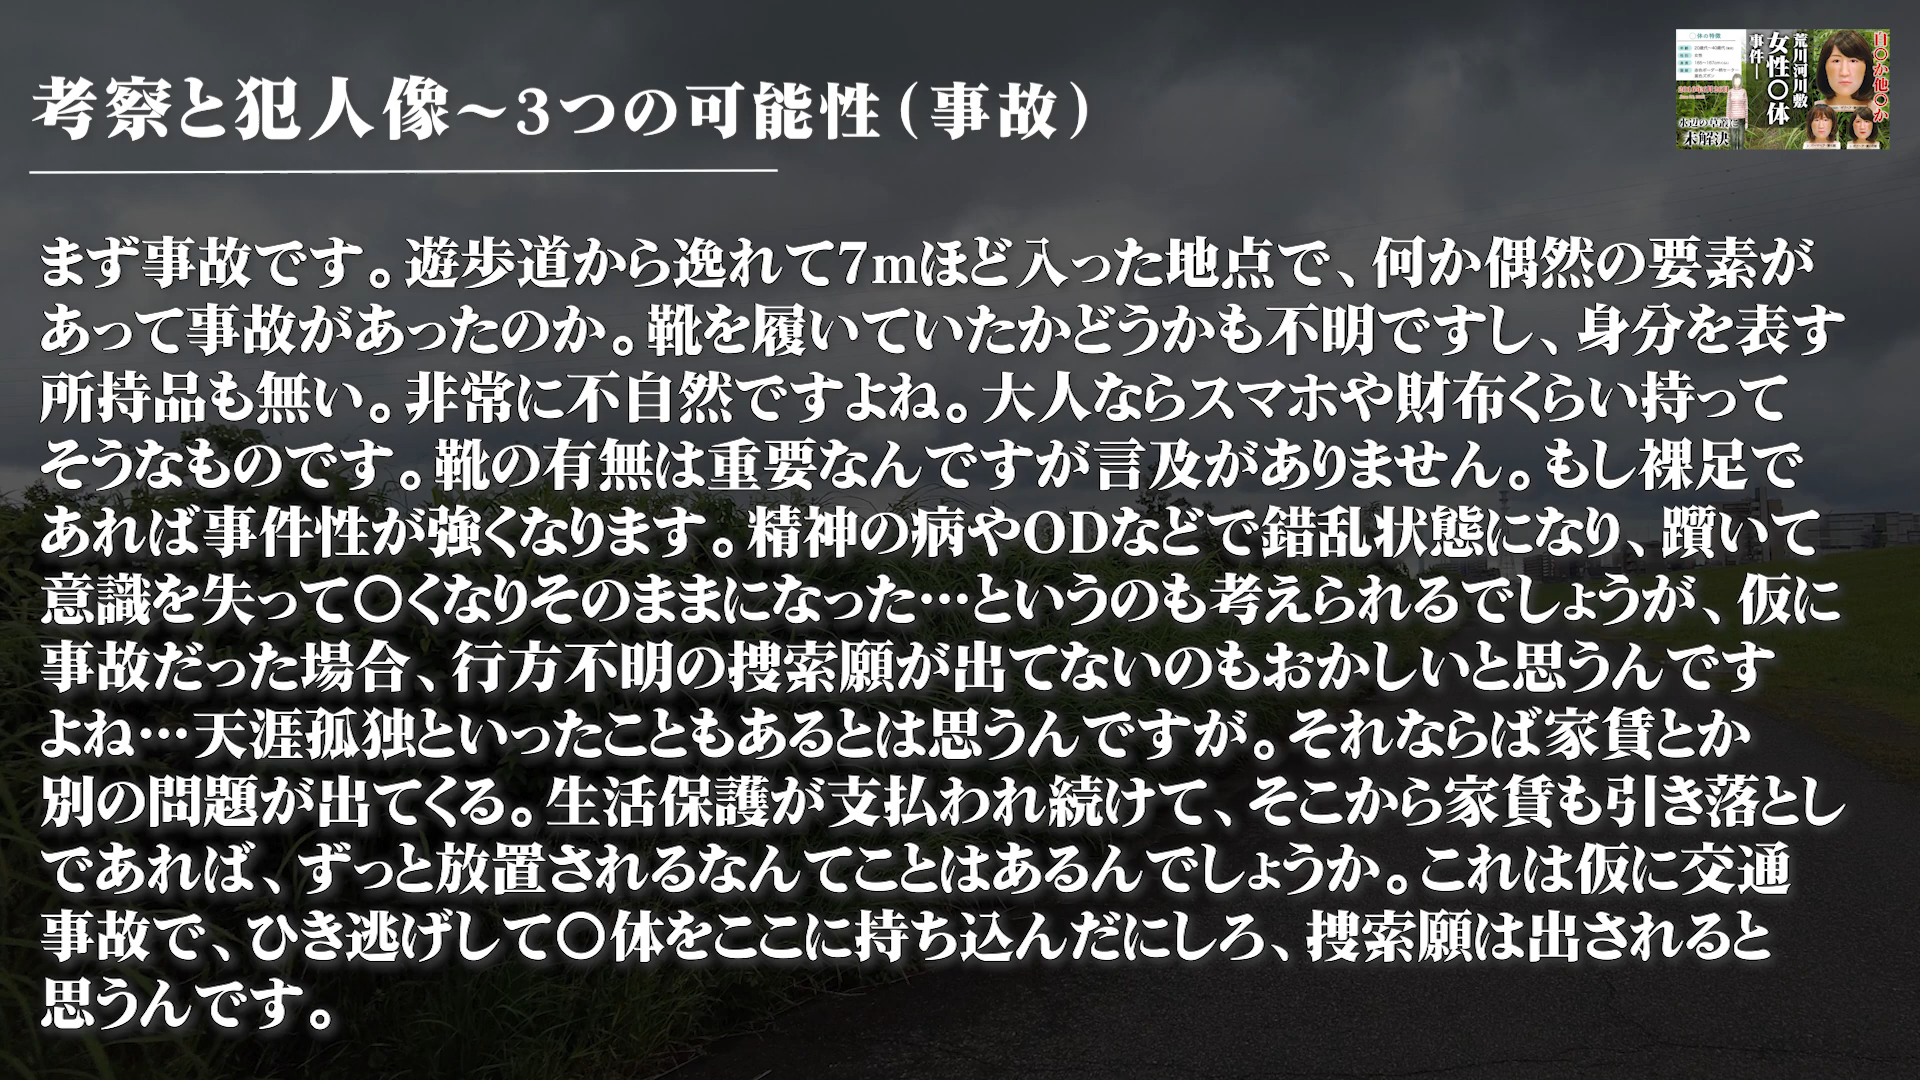 考察と犯人像～3つの可能性（事故）
まず事故です。遊歩道から逸れて7mほど入った地点で、何か偶然の要素が
あって事故があったのか。靴を履いていたかどうかも不明ですし、身分を表す
所持品も無い。非常に不自然ですよね。大人ならスマホや財布くらい持って
そうなものです。靴の有無は重要なんですが言及がありません。もし裸足で
あれば事件性が強くなります。精神の病やODなどで錯乱状態になり、躓いて
意識を失って〇くなりそのままになった…というのも考えられるでしょうが、仮に
事故だった場合、行方不明の捜索願が出てないのもおかしいと思うんです
よね…天涯孤独といったこともあるとは思うんですが。それならば家賃とか
別の問題が出てくる。生活保護が支払われ続けて、そこから家賃も引き落とし
であれば、ずっと放置されるなんてことはあるんでしょうか。これは仮に交通
事故で、ひき逃げして〇体をここに持ち込んだにしろ、捜索願は出されると
思うんです。
荒川河川敷
女性〇体
事件
自〇か他〇か
水辺の草叢に
未解決